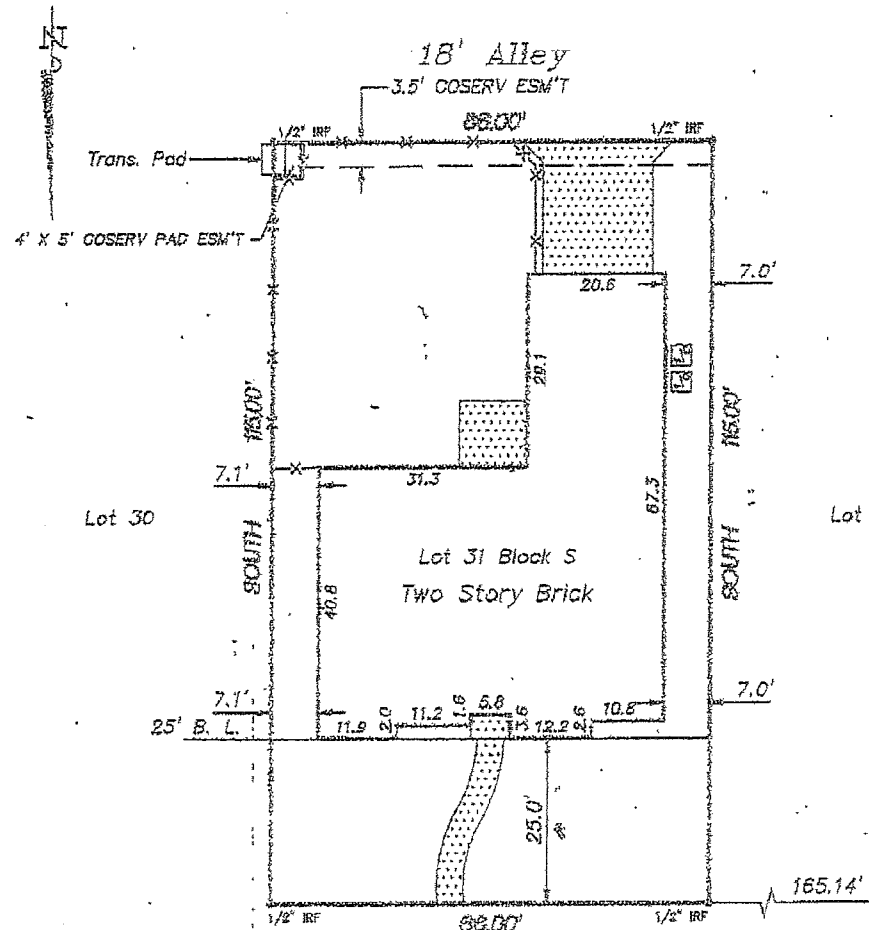 N
18' Alley
3.5' COSERV ESM'T
1/2" IRF
66.00'
1/2" IRF
Trans. Pad
4' X 5' COSERV PAD ESM'T
20.6
7.0'
29.1
115.00'
115.00'
7.1'
31.3
67.3
Lot 30
Lot
SOUTH
SOUTH
Lot 31 Block S
Two Story Brick
40.8
7.1'
7.0'
25' B. L.
11.9
2.0
11.2
1.6
5.8
3.6
12.2
2.6
10.8
25.0'
165.14'
1/2" IRF
66.00'
1/2" IRF